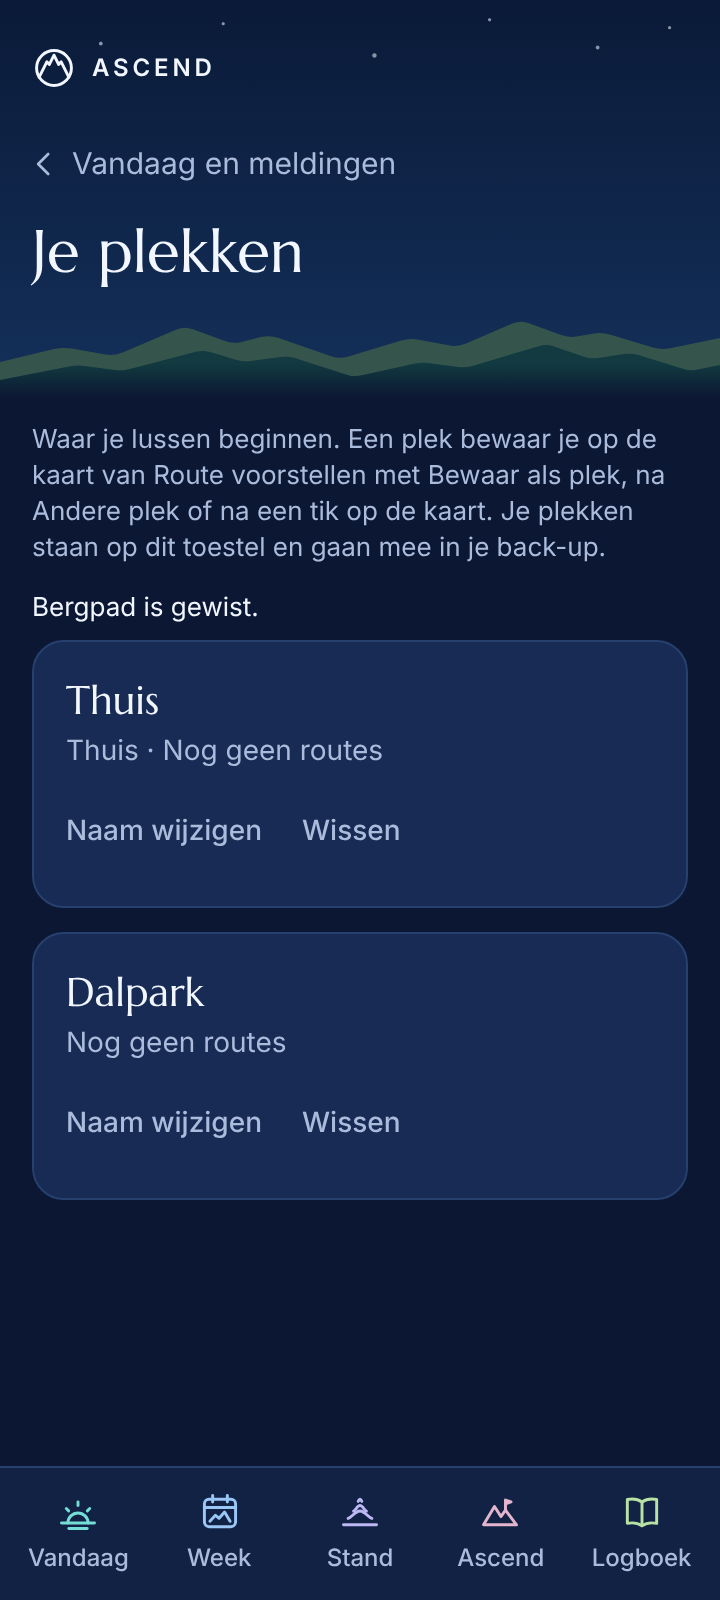 ASCEND
Vandaag en meldingen
Je plekken
Waar je lussen beginnen. Een plek bewaar je op de
kaart van Route voorstellen met Bewaar als plek, na
Andere plek of na een tik op de kaart. Je plekken
staan op dit toestel en gaan mee in je back-up.
Bergpad is gewist.
Thuis
Thuis · Nog geen routes
Naam wijzigen Wissen
Dalpark
Nog geen routes
Naam wijzigen Wissen
Vandaag Week Stand Ascend Logboek